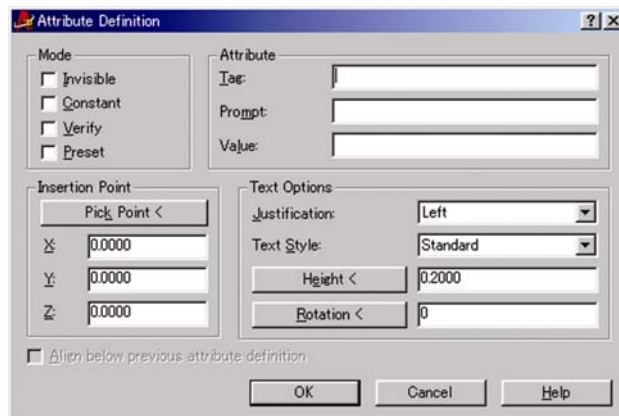 Attribute Definition
Mode
Invisible
Constant
Verify
Preset
Attribute
Tag:
Prompt:
Value:
Insertion Point
Pick Point <
X: 0.0000
Y: 0.0000
Z: 0.0000
Text Options
Justification: Left
Text Style: Standard
Height < 0.2000
Rotation < 0
Align below previous attribute definition
OK Cancel Help